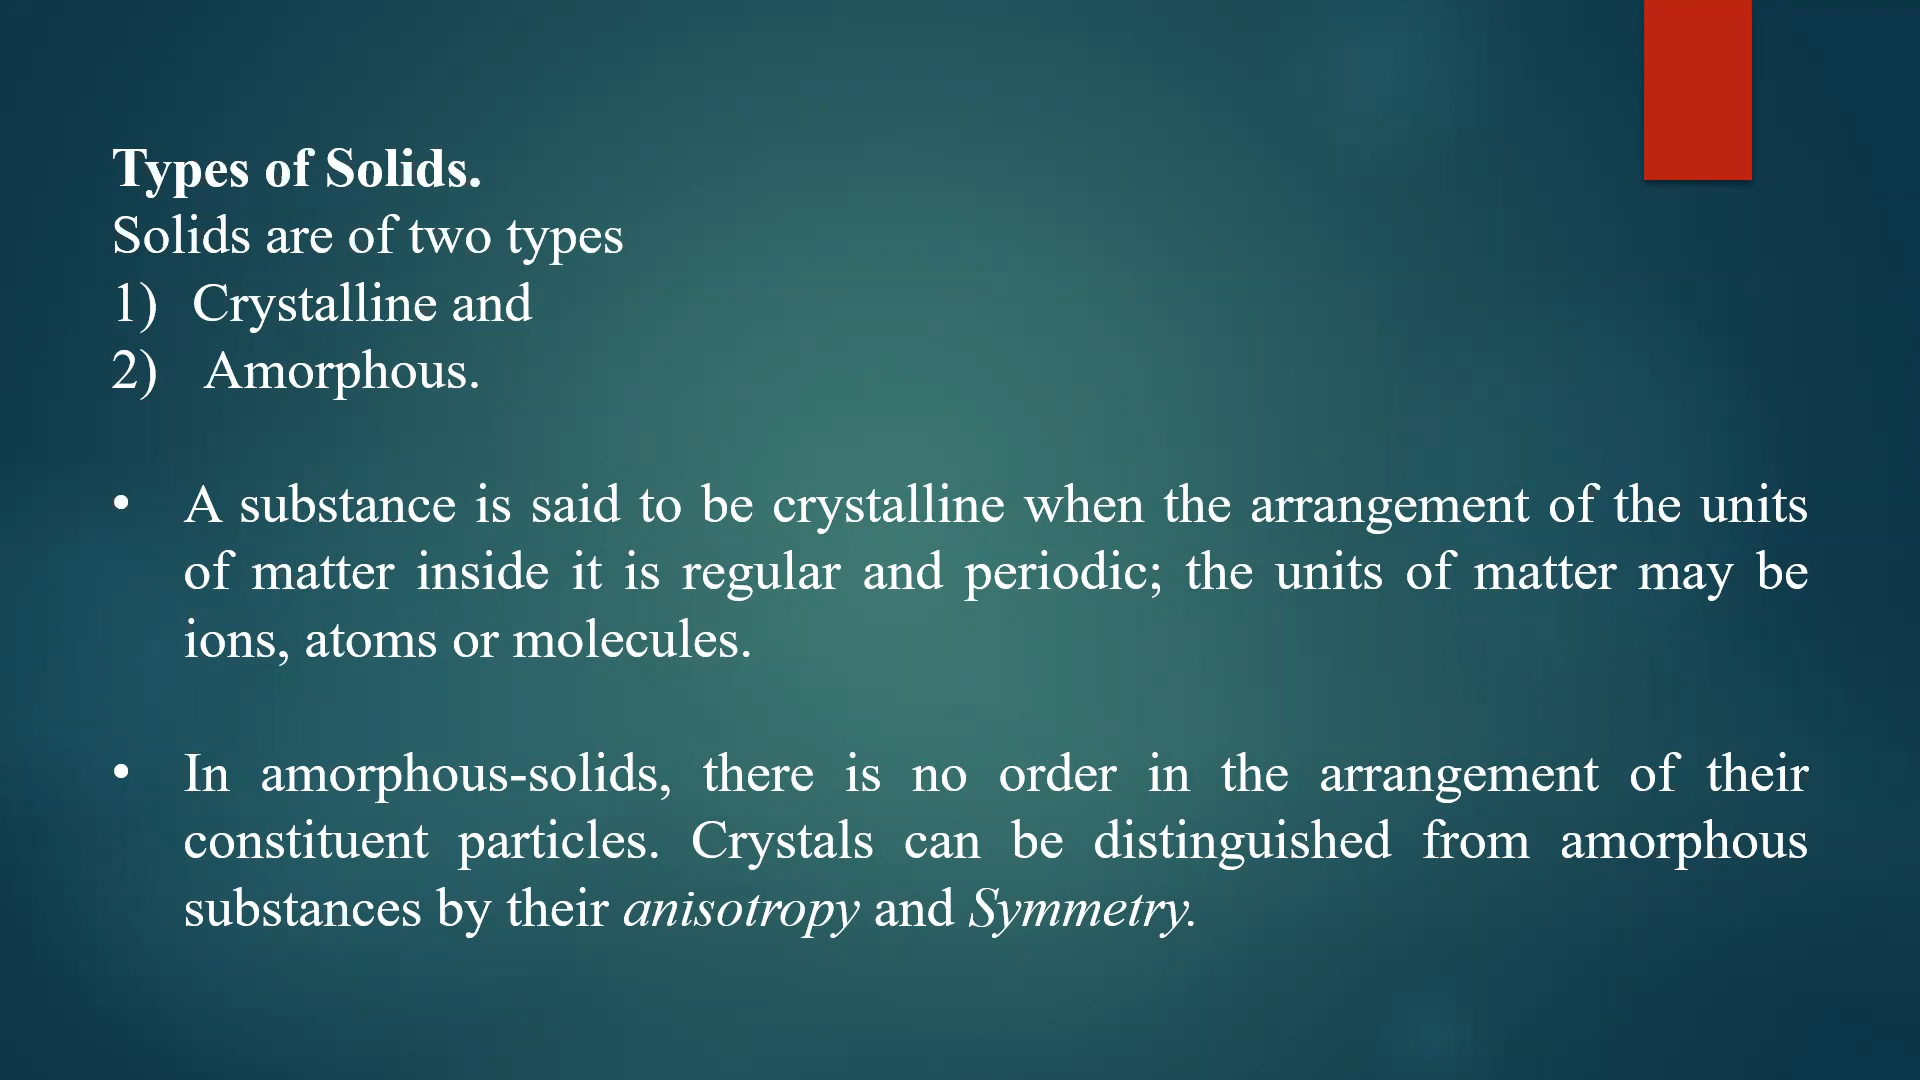 Types of Solids.
Solids are of two types
1) Crystalline and
2) Amorphous.
• A substance is said to be crystalline when the arrangement of the units
of matter inside it is regular and periodic; the units of matter may be
ions, atoms or molecules.
• In amorphous-solids, there is no order in the arrangement of their
constituent particles. Crystals can be distinguished from amorphous
substances by their anisotropy and Symmetry.